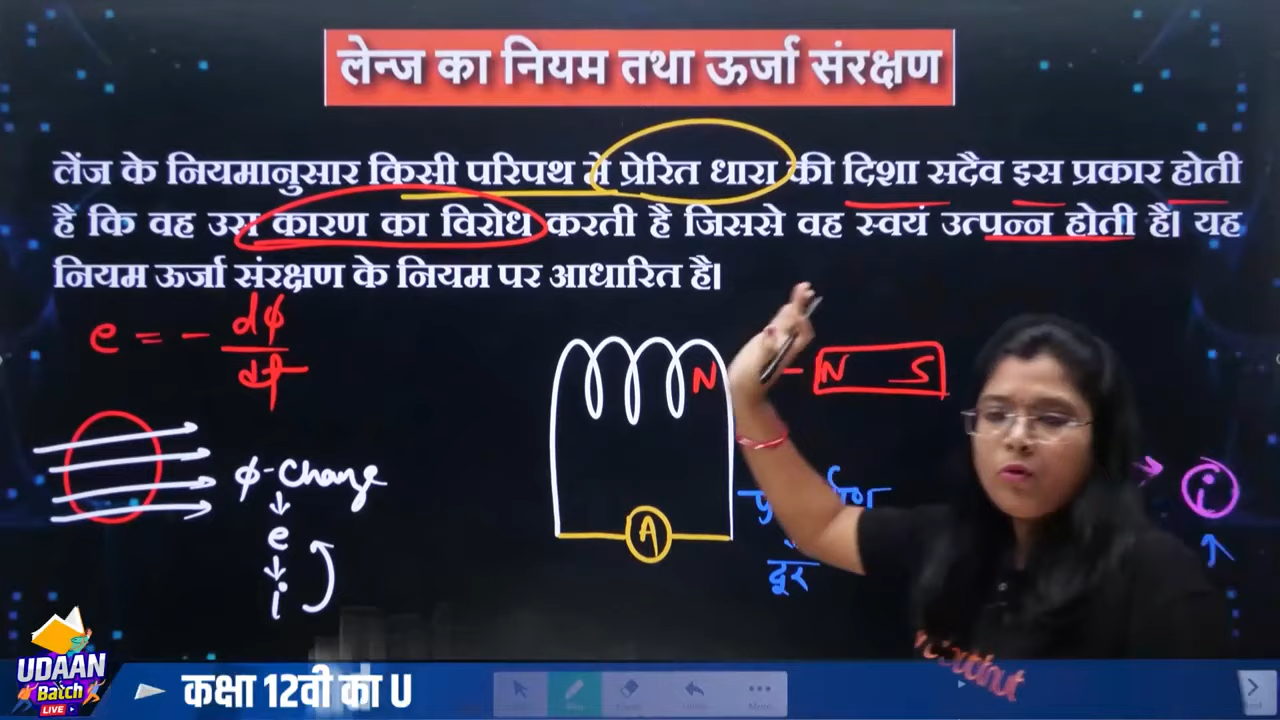 लेन्ज का नियम तथा ऊर्जा संरक्षण
लेंज के नियमानुसार किसी परिपथ में प्रेरित धारा की दिशा सदैव इस प्रकार होती
है कि वह उस कारण का विरोध करती है जिससे वह स्वयं उत्पन्न होती है। यह
नियम ऊर्जा संरक्षण के नियम पर आधारित है।
e = - dφ/dt
N
N S
φ-Change
↓
e
↓
i
A
दूर
i
UDAAN
Batch
LIVE
कक्षा 12वी का U